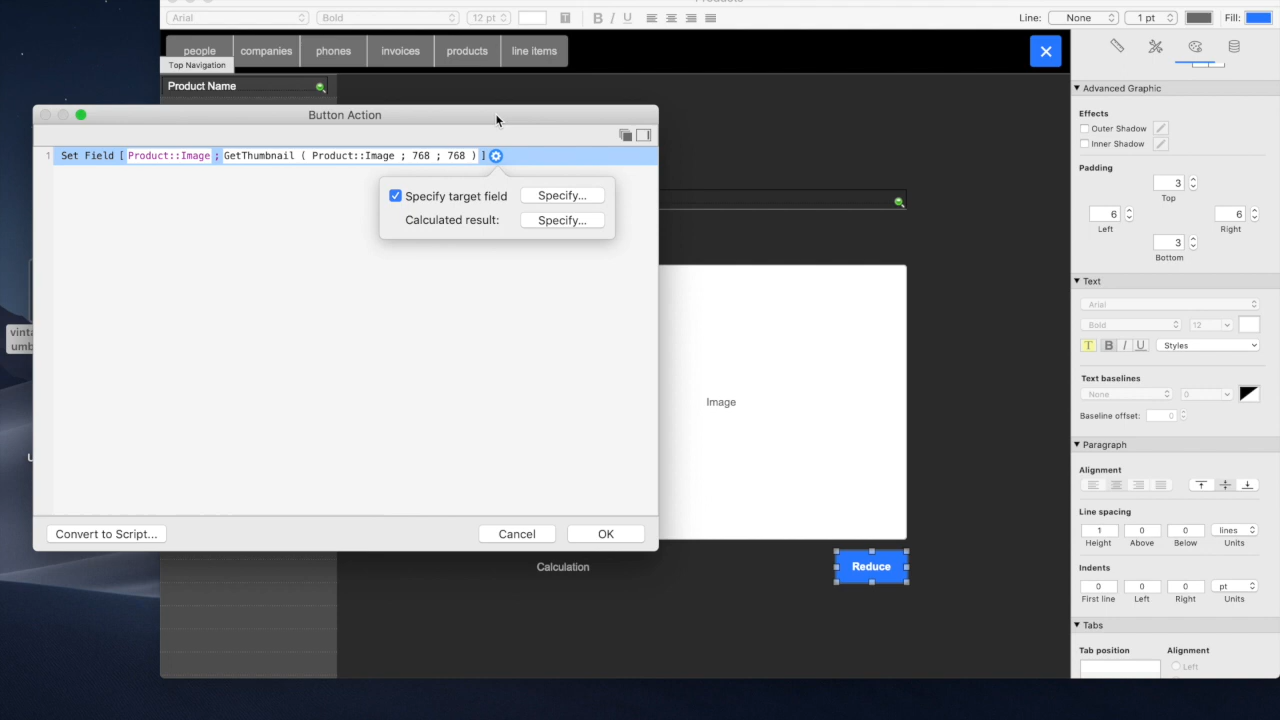 Products
Arial Bold 12 pt B I U Line: None 1 pt Fill:
people companies phones invoices products line items
Top Navigation
Product Name
Button Action
1 Set Field [ Product::Image ; GetThumbnail ( Product::Image ; 768 ; 768 ) ]
Specify target field Specify...
Calculated result: Specify...
vinta
umb
U
Convert to Script... Cancel OK
Image
Calculation Reduce
Advanced Graphic
Effects
Outer Shadow
Inner Shadow
Padding
3
Top
6 6
Left Right
3
Bottom
Text
Arial
Bold 12
T B I U Styles
Text baselines
None 0
Baseline offset: 0
Paragraph
Alignment
Line spacing
1 0 0 lines
Height Above Below Units
Indents
0 0 0 pt
First line Left Right Units
Tabs
Tab position Alignment
Left